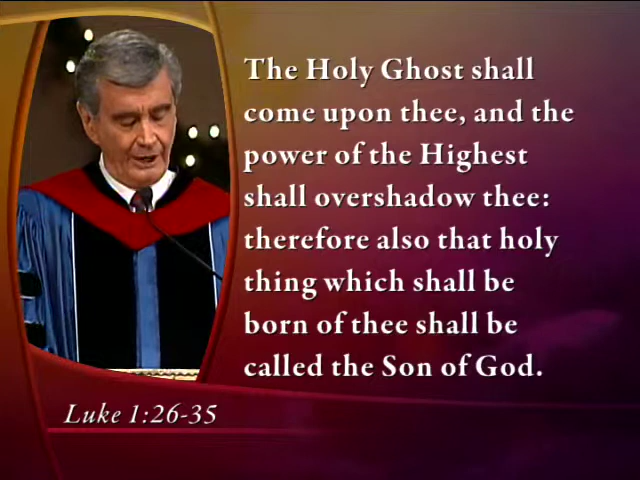 The Holy Ghost shall
come upon thee, and the
power of the Highest
shall overshadow thee:
therefore also that holy
thing which shall be
born of thee shall be
called the Son of God.
Luke 1:26-35